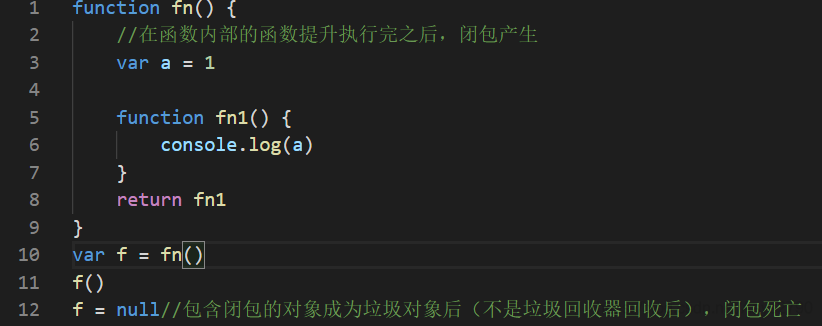 1 function fn() {
2 //在函数内部的函数提升执行完之后，闭包产生
3 var a = 1
4
5 function fn1() {
6 console.log(a)
7 }
8 return fn1
9 }
10 var f = fn()
11 f()
12 f = null//包含闭包的对象成为垃圾对象后（不是垃圾回收器回收后），闭包死亡